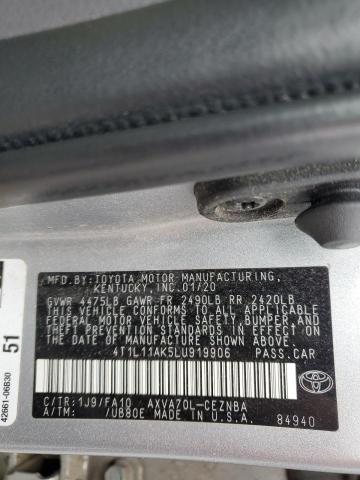 MFD.BY:TOYOTA MOTOR MANUFACTURING,
KENTUCKY, INC.01/20
GVWR 4475LB GAWR FR 2490LB RR 2420LB
THIS VEHICLE CONFORMS TO ALL APPLICABLE
FEDERAL MOTOR VEHICLE SAFETY, BUMPER,
AND THEFT PREVENTION STANDARDS IN EFFECT
ON THE DATE OF MANUFACTURE SHOWN ABOVE.
4T1L11AK5LU919906 PASS.CAR
C/TR:1J9/FA10 AXVA70L-CEZNBA
A/TM: /UB80E MADE IN U.S.A.
84940
TOYOTA
51
42661-06B30